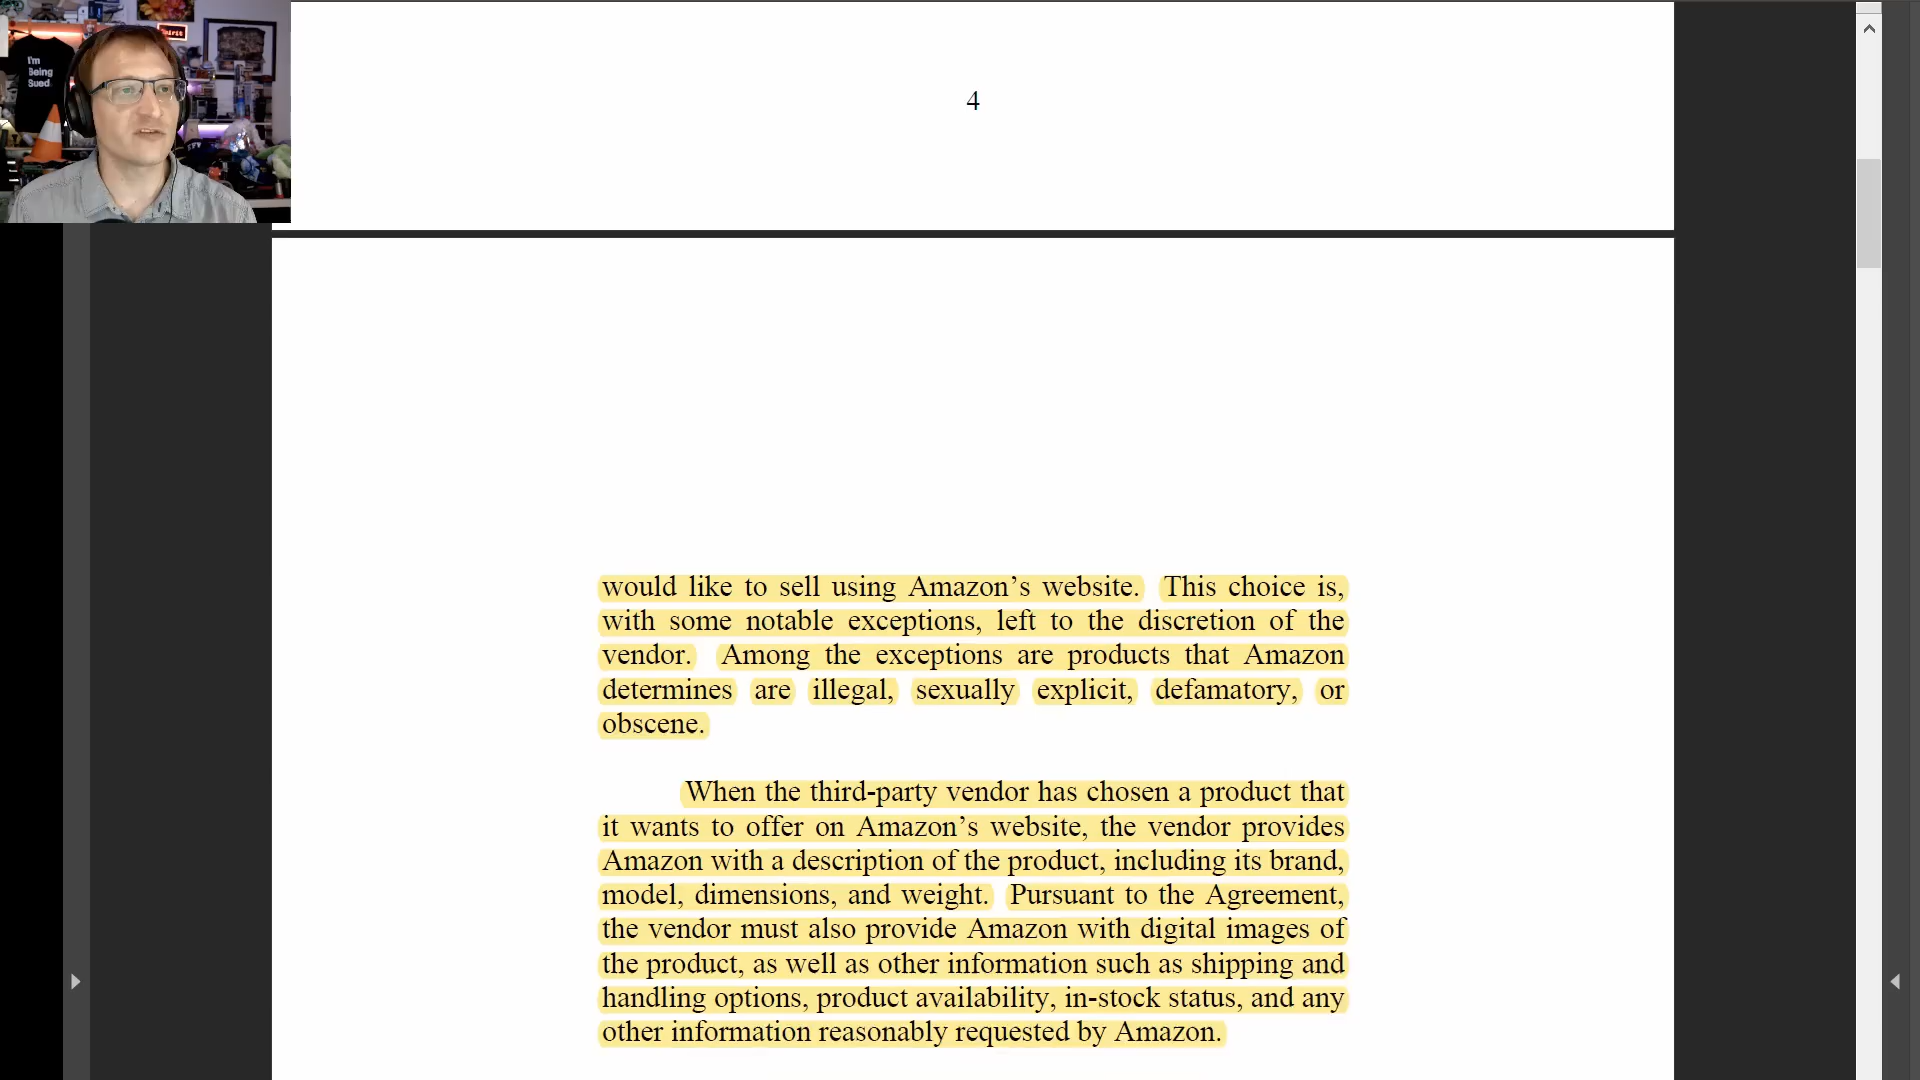 I'm
Being
Sued
4
would like to sell using Amazon’s website. This choice is,
with some notable exceptions, left to the discretion of the
vendor. Among the exceptions are products that Amazon
determines are illegal, sexually explicit, defamatory, or
obscene.
When the third-party vendor has chosen a product that
it wants to offer on Amazon’s website, the vendor provides
Amazon with a description of the product, including its brand,
model, dimensions, and weight. Pursuant to the Agreement,
the vendor must also provide Amazon with digital images of
the product, as well as other information such as shipping and
handling options, product availability, in-stock status, and any
other information reasonably requested by Amazon.